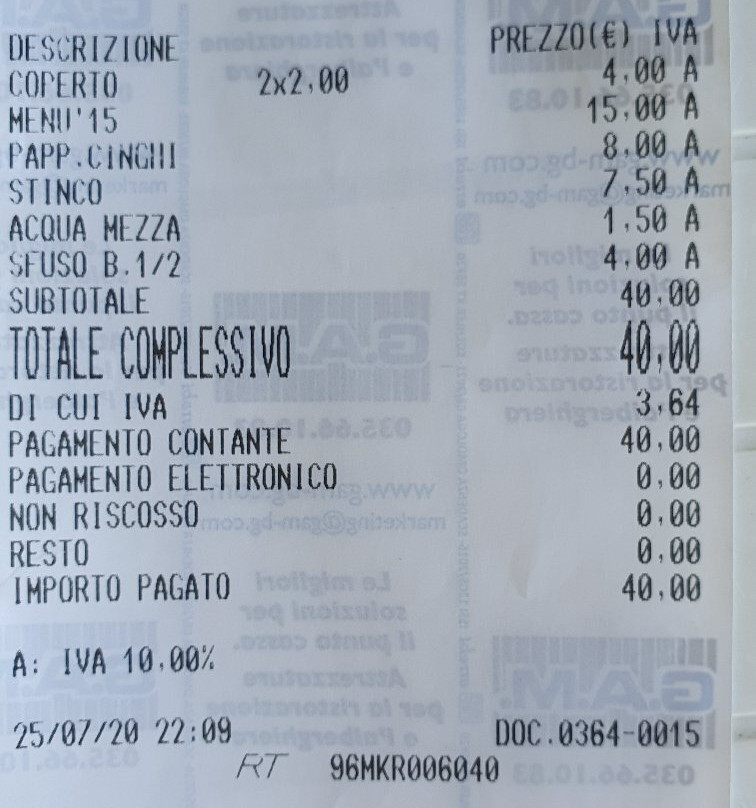 DESCRIZIONE PREZZO(€) IVA
COPERTO 2x2,00 4,00 A
MENU'15 15,00 A
PAPP.CINGHI 8,00 A
STINCO 7,50 A
ACQUA MEZZA 1,50 A
SFUSO B.1/2 4,00 A
SUBTOTALE 40,00
TOTALE COMPLESSIVO 40,00
DI CUI IVA 3,64
PAGAMENTO CONTANTE 40,00
PAGAMENTO ELETTRONICO 0,00
NON RISCOSSO 0,00
RESTO 0,00
IMPORTO PAGATO 40,00
A: IVA 10,00%
25/07/20 22:09 DOC.0364-0015
RT 96MKR006040